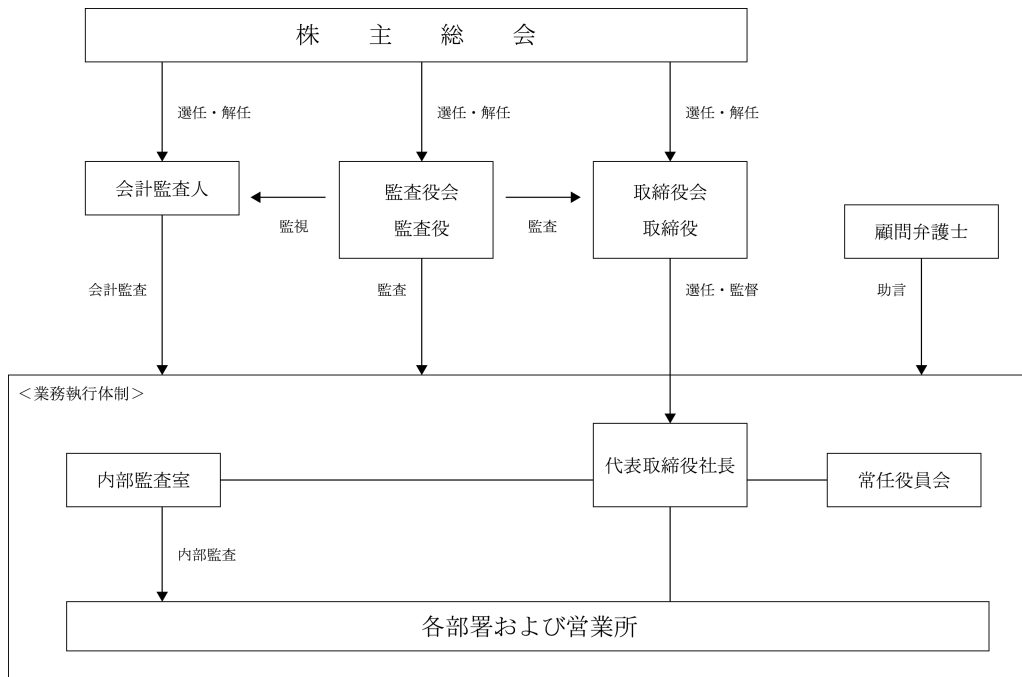 株主総会
選任・解任
選任・解任
選任・解任
会計監査人
監査役会
監査役
取締役会
取締役
監視
監査
顧問弁護士
会計監査
監査
選任・監督
助言
＜業務執行体制＞
代表取締役社長
内部監査室
常任役員会
内部監査
各部署および営業所